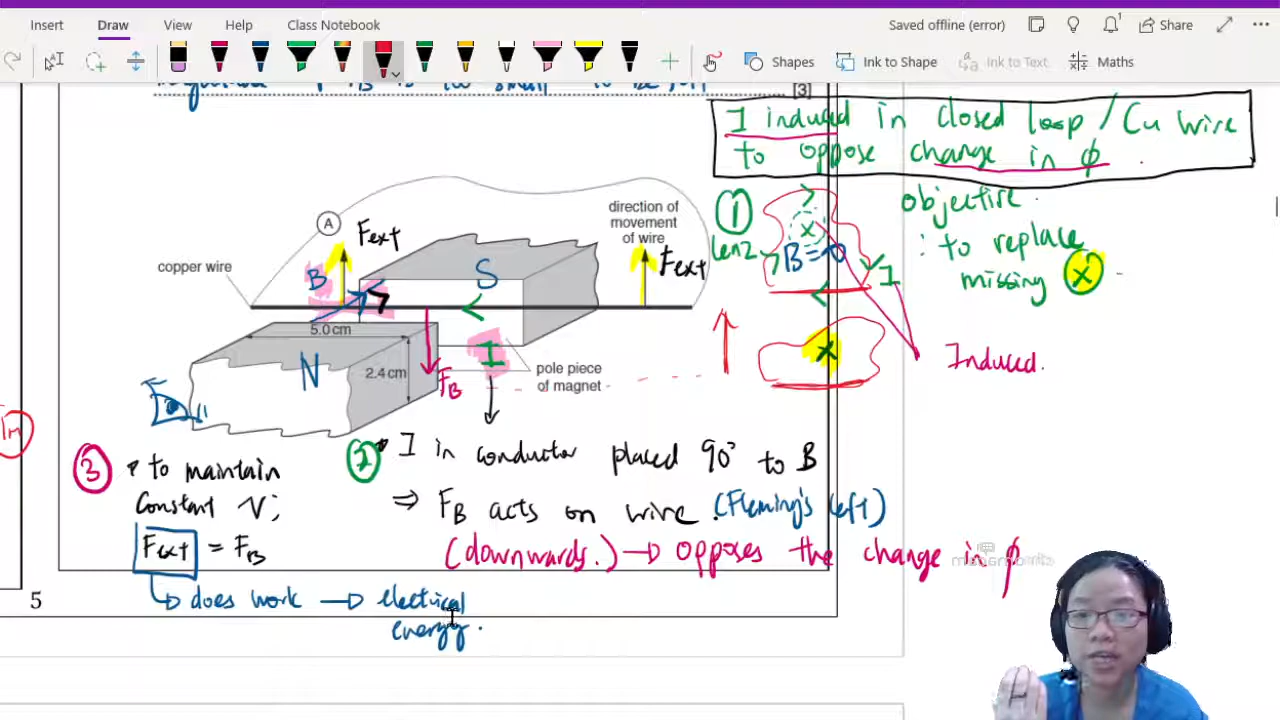 Insert Draw View Help Class Notebook Saved offline (error) Share
Shapes Ink to Shape Ink to Text Maths
[3]
I induced in closed loop / Cu wire
to oppose change in ϕ.
objective
: to replace
missing x
1
Lenz
x
B = 0
I
x
Induced.
A
Fext
direction of
movement
of wire
Fext
copper wire
B
S
5.0 cm
I
N
2.4 cm
FB
pole piece
of magnet
3 • to maintain
constant V;
Fext = FB
↳ does work → electrical
energy.
2 • I in conductor placed 90° to B
⇒ FB acts on wire. (Fleming's left)
(downwards.) → opposes the change in ϕ
5